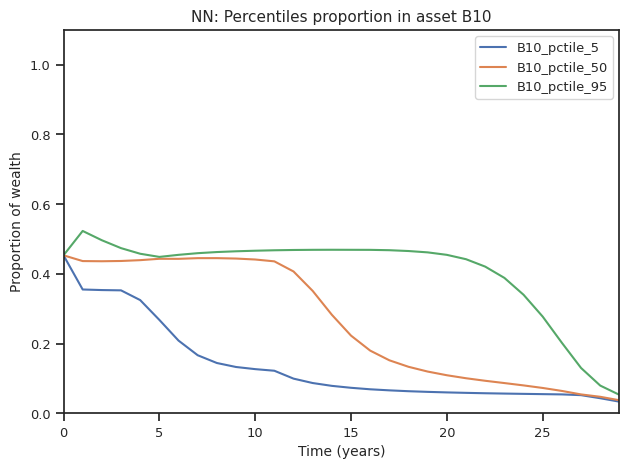 NN: Percentiles proportion in asset B10
B10_pctile_5
B10_pctile_50
B10_pctile_95
Proportion of wealth
1.0
0.8
0.6
0.4
0.2
0.0
0 5 10 15 20 25
Time (years)